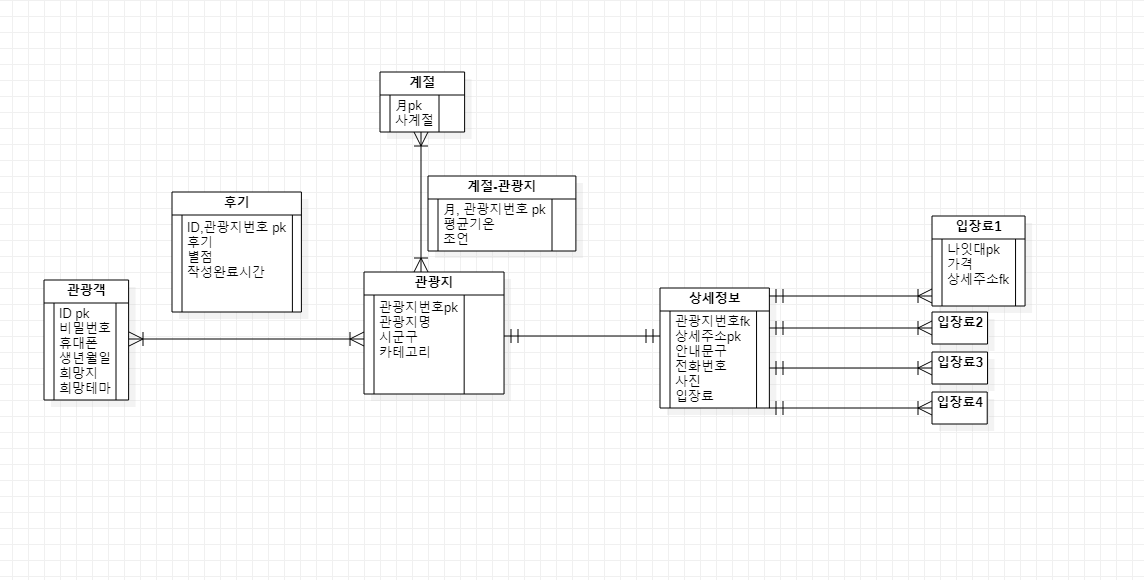 계절
月pk
사계절
계절-관광지
月, 관광지번호 pk
평균기온
조언
후기
ID,관광지번호 pk
후기
별점
작성완료시간
관광객
ID pk
비밀번호
휴대폰
생년월일
희망지
희망테마
관광지
관광지번호pk
관광지명
시군구
카테고리
상세정보
관광지번호fk
상세주소pk
안내문구
전화번호
사진
입장료
입장료1
나잇대pk
가격
상세주소fk
입장료2
입장료3
입장료4